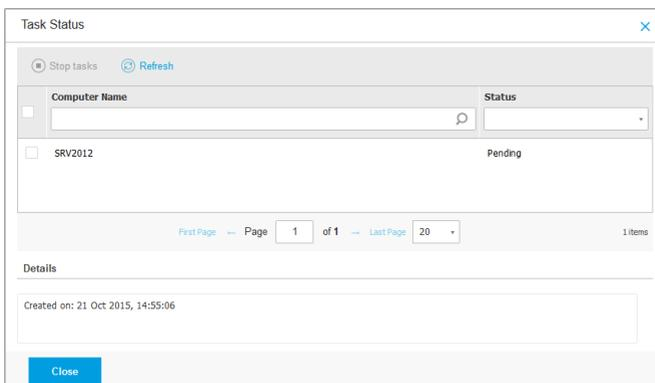 Task Status
Stop tasks Refresh
Computer Name Status
SRV2012 Pending
First Page ← Page 1 of 1 → Last Page 20 1 items
Details
Created on: 21 Oct 2015, 14:55:06
Close